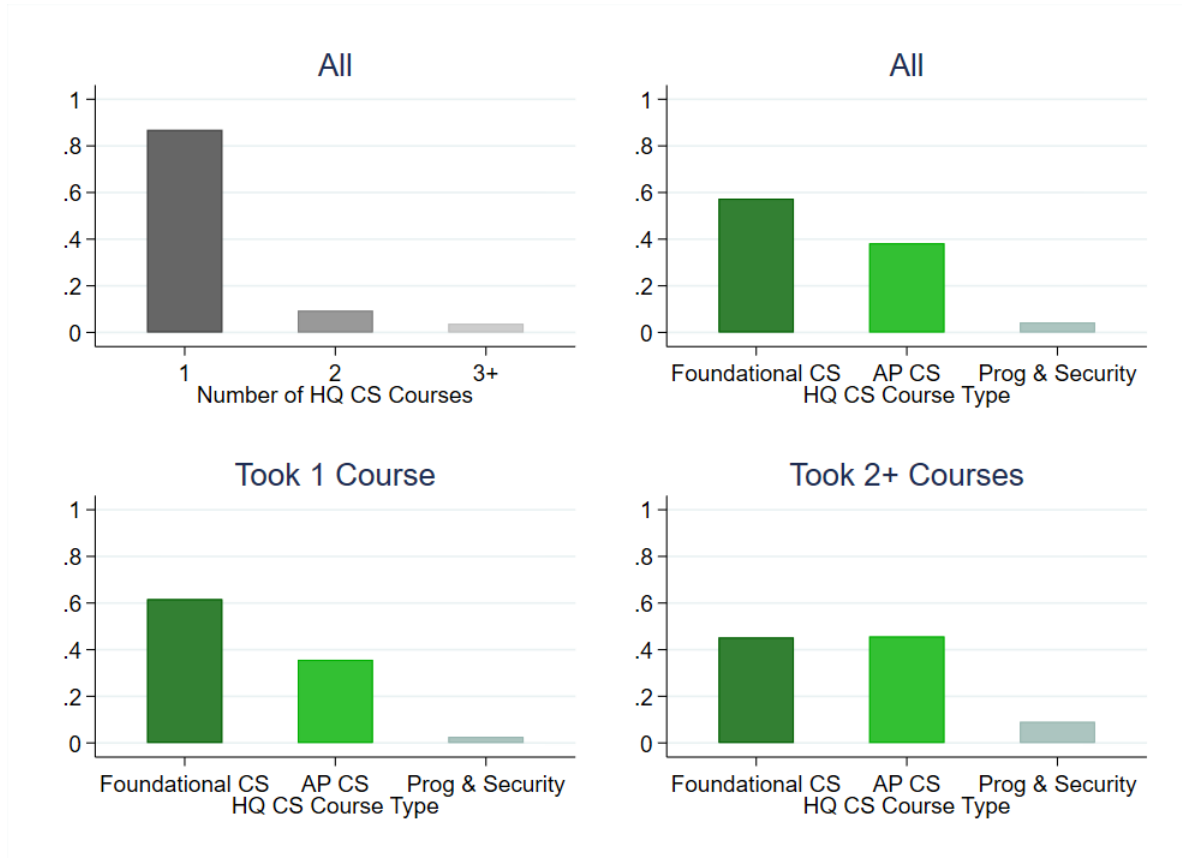 All
1
.8
.6
.4
.2
0
1 2 3+
Number of HQ CS Courses
All
1
.8
.6
.4
.2
0
Foundational CS AP CS Prog & Security
HQ CS Course Type
Took 1 Course
1
.8
.6
.4
.2
0
Foundational CS AP CS Prog & Security
HQ CS Course Type
Took 2+ Courses
1
.8
.6
.4
.2
0
Foundational CS AP CS Prog & Security
HQ CS Course Type